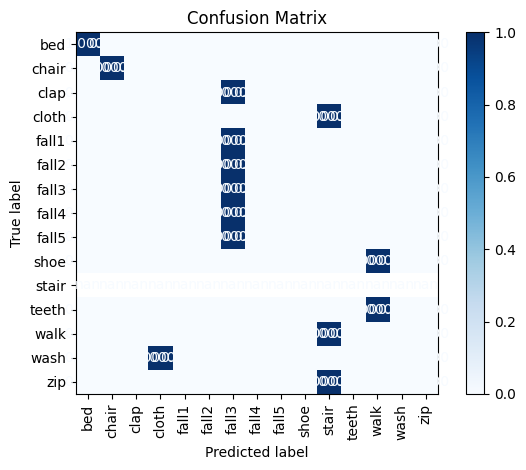 Confusion Matrix
bed
chair
clap
cloth
fall1
fall2
fall3
fall4
fall5
shoe
stair
teeth
walk
wash
zip
True label
bed
chair
clap
cloth
fall1
fall2
fall3
fall4
fall5
shoe
stair
teeth
walk
wash
zip
Predicted label
1.0
0.8
0.6
0.4
0.2
0.0